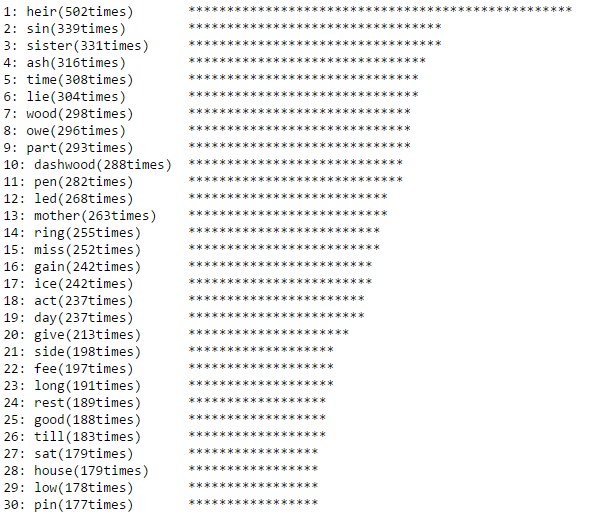 1: heir(502times) **************************************************
2: sin(339times) *********************************
3: sister(331times) *********************************
4: ash(316times) *******************************
5: time(308times) ******************************
6: lie(304times) ******************************
7: wood(298times) *****************************
8: owe(296times) *****************************
9: part(293times) *****************************
10: dashwood(288times) ****************************
11: pen(282times) ****************************
12: led(268times) **************************
13: mother(263times) **************************
14: ring(255times) *************************
15: miss(252times) *************************
16: gain(242times) ************************
17: ice(242times) ************************
18: act(237times) ***********************
19: day(237times) ***********************
20: give(213times) *********************
21: side(198times) *******************
22: fee(197times) *******************
23: long(191times) *******************
24: rest(189times) ******************
25: good(188times) ******************
26: till(183times) ******************
27: sat(179times) *****************
28: house(179times) *****************
29: low(178times) *****************
30: pin(177times) *****************